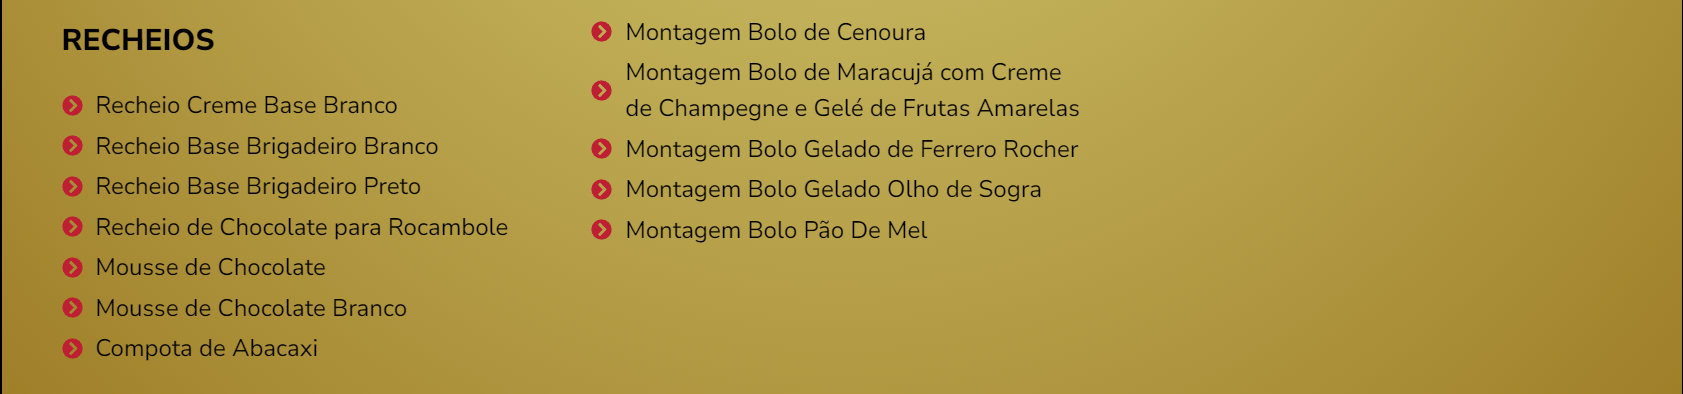 RECHEIOS
Recheio Creme Base Branco
Recheio Base Brigadeiro Branco
Recheio Base Brigadeiro Preto
Recheio de Chocolate para Rocambole
Mousse de Chocolate
Mousse de Chocolate Branco
Compota de Abacaxi
Montagem Bolo de Cenoura
Montagem Bolo de Maracujá com Creme
de Champegne e Gelé de Frutas Amarelas
Montagem Bolo Gelado de Ferrero Rocher
Montagem Bolo Gelado Olho de Sogra
Montagem Bolo Pão De Mel